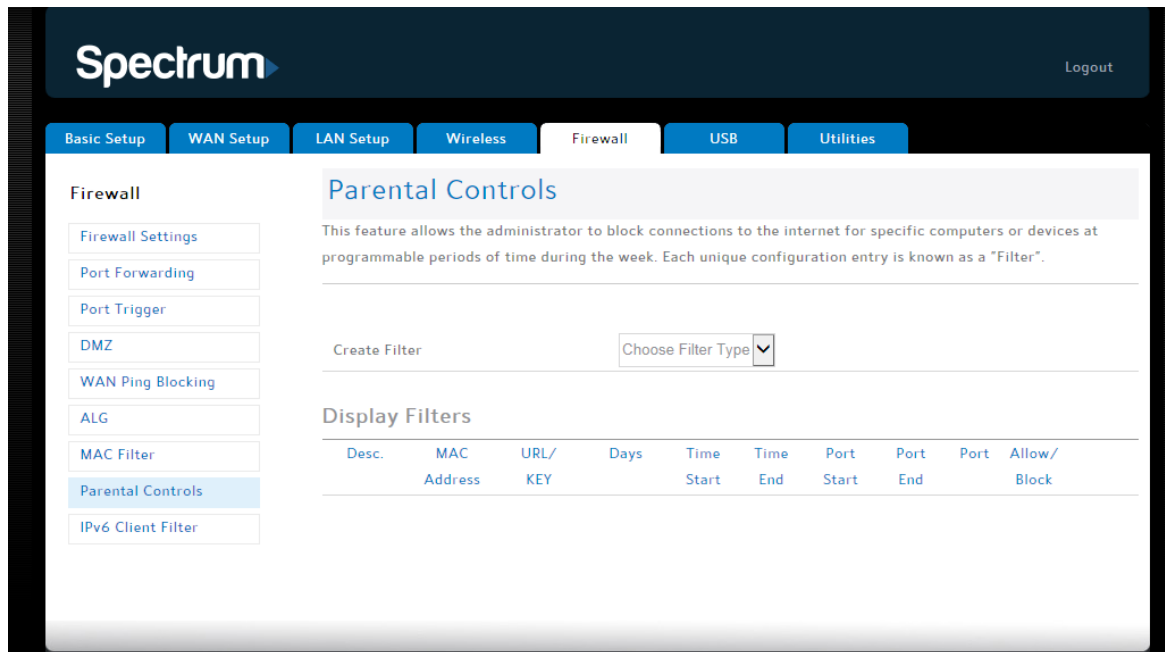 Spectrum
Logout
Basic Setup WAN Setup LAN Setup Wireless Firewall USB Utilities
Firewall
Firewall Settings
Port Forwarding
Port Trigger
DMZ
WAN Ping Blocking
ALG
MAC Filter
Parental Controls
IPv6 Client Filter
Parental Controls
This feature allows the administrator to block connections to the internet for specific computers or devices at
programmable periods of time during the week. Each unique configuration entry is known as a "Filter".
Create Filter Choose Filter Type
Display Filters
Desc. MAC URL/ Days Time Time Port Port Port Allow/
Address KEY Start End Start End Block